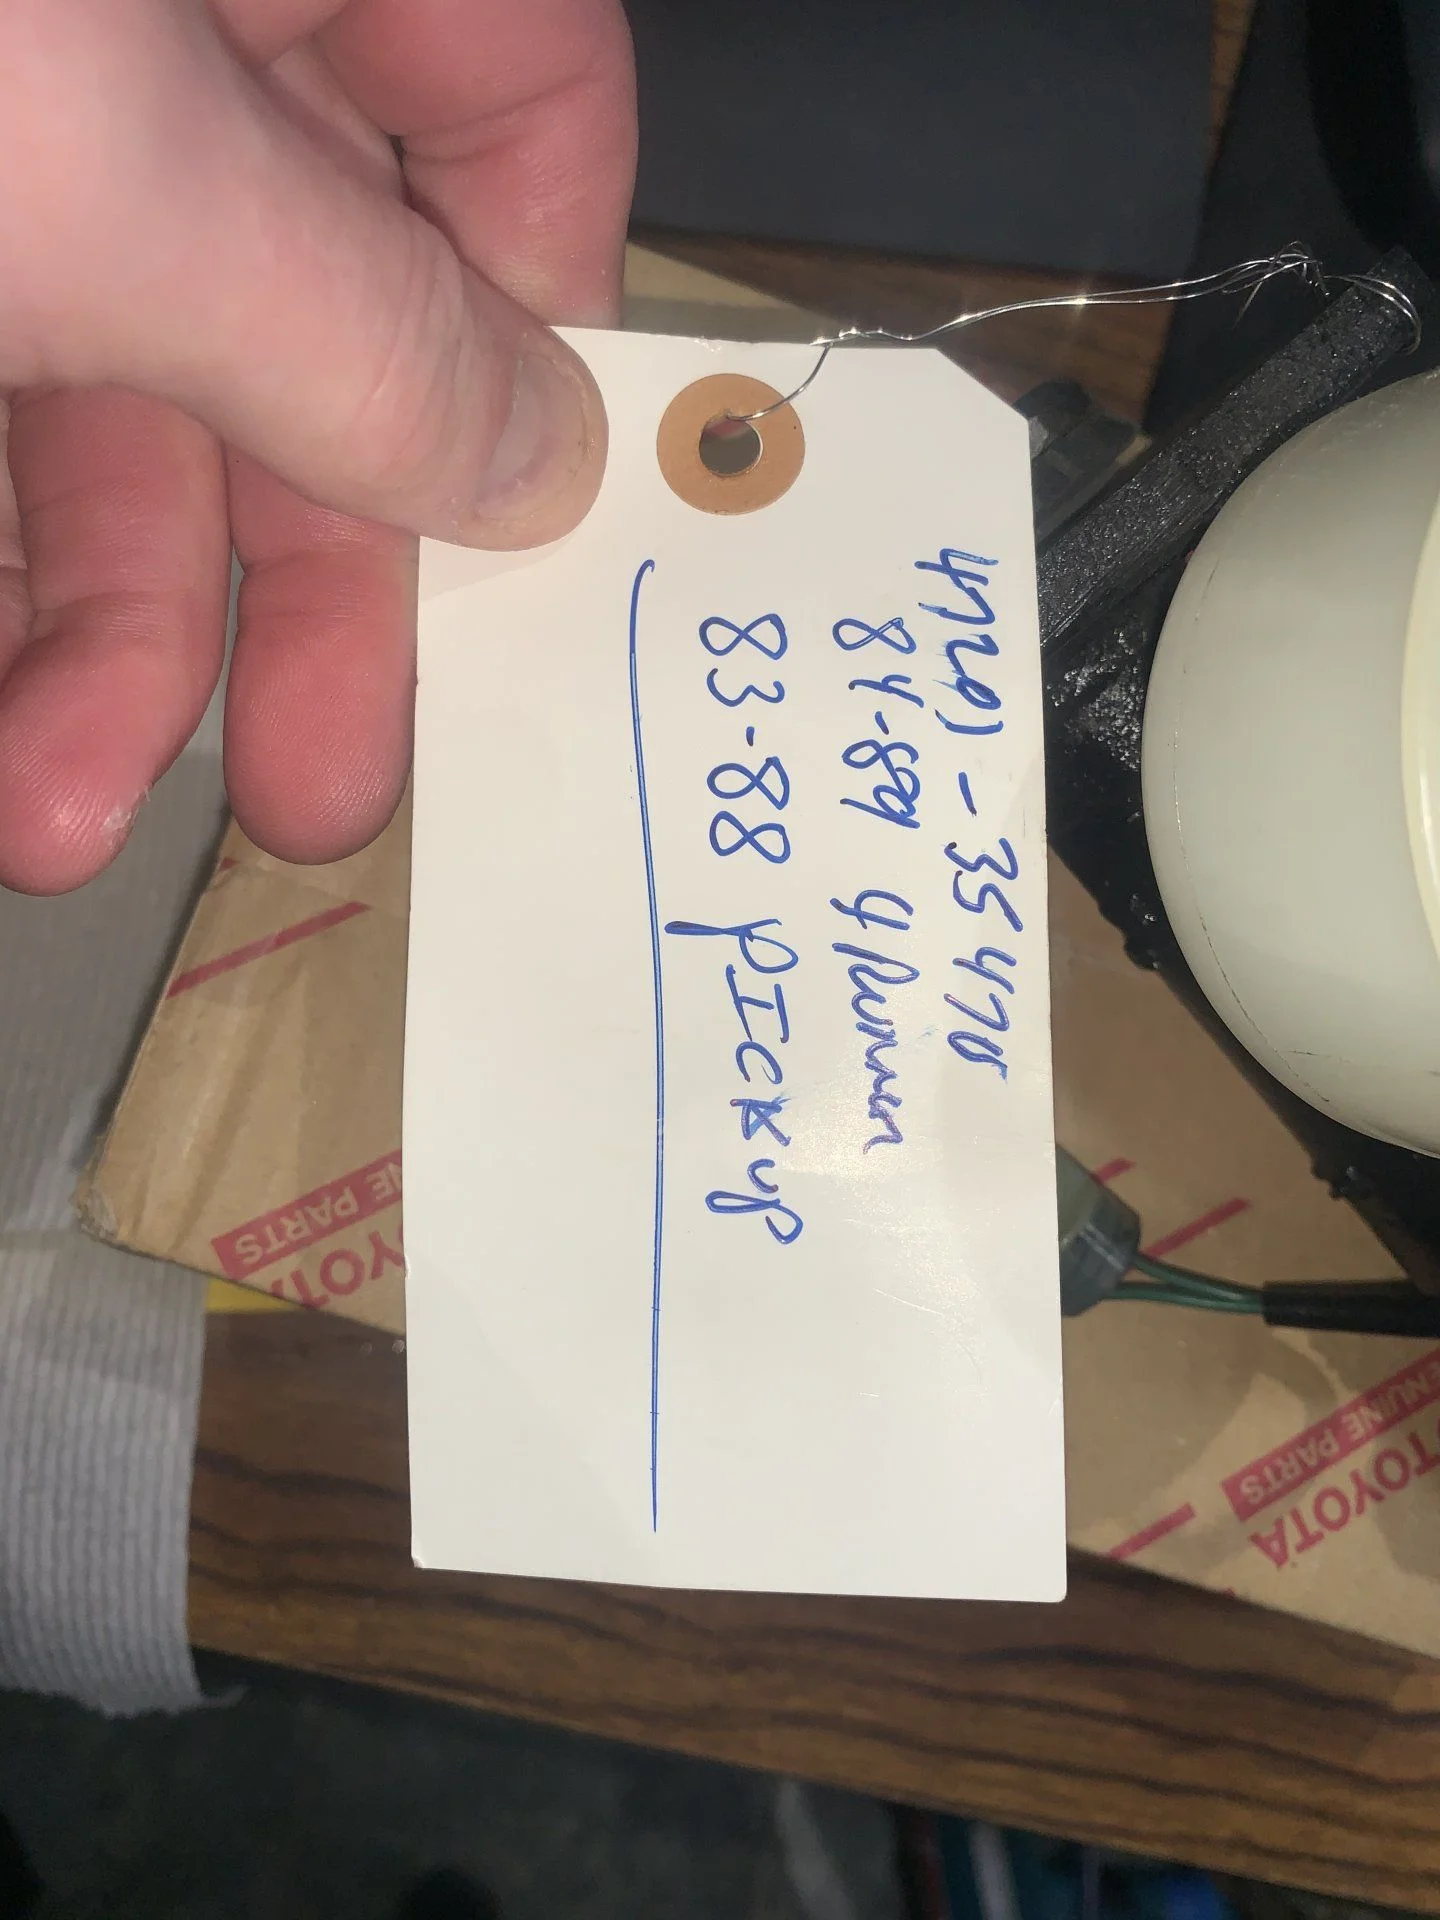 47201-35470
84-89 4Runner
83-88 PICKup
TOYOTA
GENUINE PARTS
TOYOTA
GENUINE PARTS